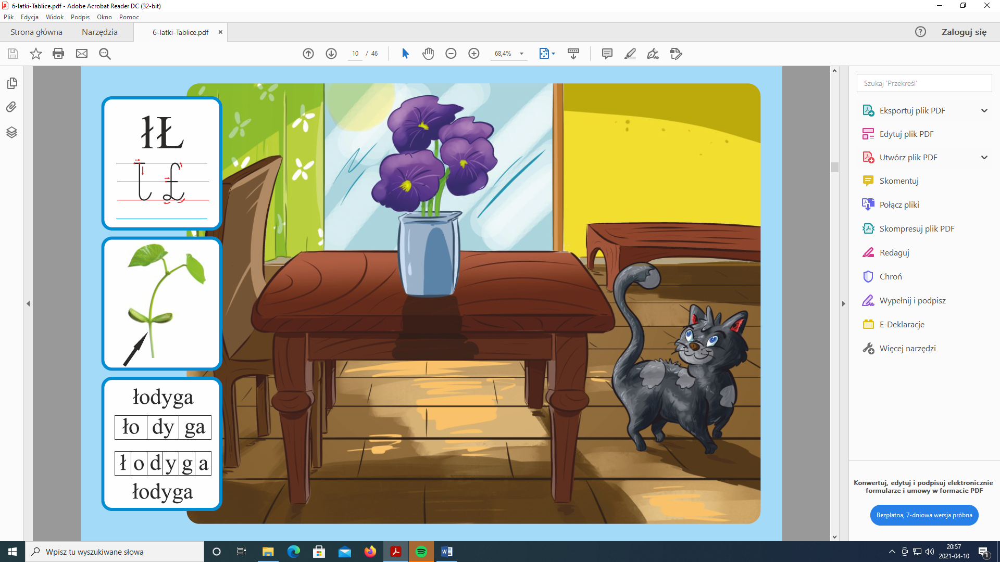 6-latki-Tablice.pdf - Adobe Acrobat Reader DC (32-bit)
Plik Edycja Widok Podpis Okno Pomoc
Strona główna Narzędzia 6-latki-Tablice.pdf × Zaloguj się
10 / 46 68,4%
łŁ
ł Ł
łodyga
ło dy ga
ł o d y g a
łodyga
Szukaj 'Przekreśl'
Eksportuj plik PDF
Edytuj plik PDF
Utwórz plik PDF
Skomentuj
Połącz pliki
Skompresuj plik PDF
Redaguj
Chroń
Wypełnij i podpisz
E-Deklaracje
Więcej narzędzi
Konwertuj, edytuj i podpisuj elektronicznie
formularze i umowy w formacie PDF
Bezpłatna, 7-dniowa wersja próbna
Wpisz tu wyszukiwane słowa
20:57
2021-04-10
1